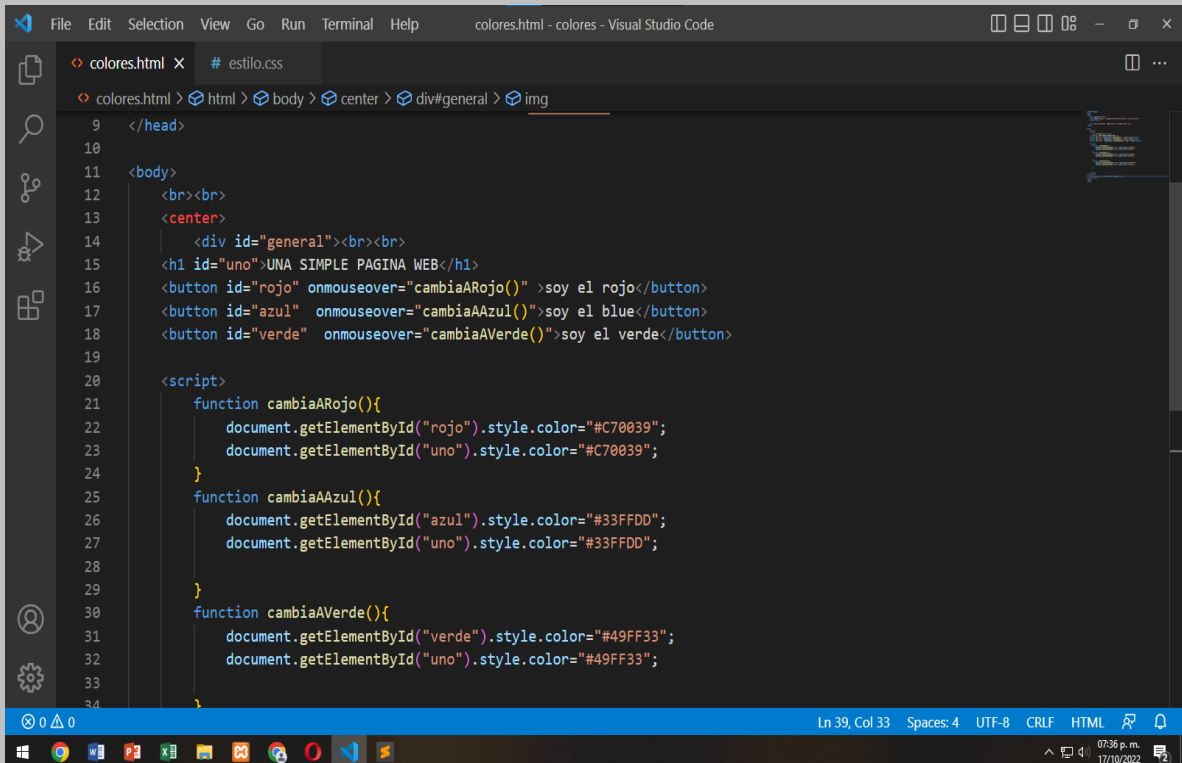 File Edit Selection View Go Run Terminal Help colores.html - colores - Visual Studio Code
<> colores.html × # estilo.css
<> colores.html > html > body > center > div#general > img
9 </head>
10
11 <body>
12 <br><br>
13 <center>
14 <div id="general"><br><br>
15 <h1 id="uno">UNA SIMPLE PAGINA WEB</h1>
16 <button id="rojo" onmouseover="cambiaARojo()" >soy el rojo</button>
17 <button id="azul"  onmouseover="cambiaAAzul()">soy el blue</button>
18 <button id="verde"  onmouseover="cambiaAVerde()">soy el verde</button>
19
20 <script>
21 function cambiaARojo(){
22 document.getElementById("rojo").style.color="#C70039";
23 document.getElementById("uno").style.color="#C70039";
24 }
25 function cambiaAAzul(){
26 document.getElementById("azul").style.color="#33FFDD";
27 document.getElementById("uno").style.color="#33FFDD";
28
29 }
30 function cambiaAVerde(){
31 document.getElementById("verde").style.color="#49FF33";
32 document.getElementById("uno").style.color="#49FF33";
33
34 }
0 0 Ln 39, Col 33 Spaces: 4 UTF-8 CRLF HTML
07:36 p. m.
17/10/2022 2